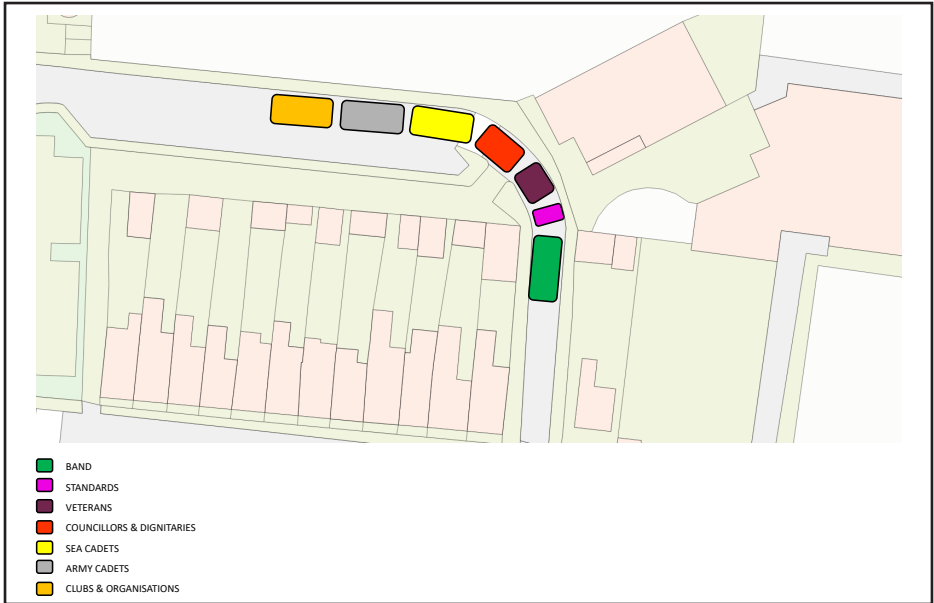 BAND
STANDARDS
VETERANS
COUNCILLORS & DIGNITARIES
SEA CADETS
ARMY CADETS
CLUBS & ORGANISATIONS